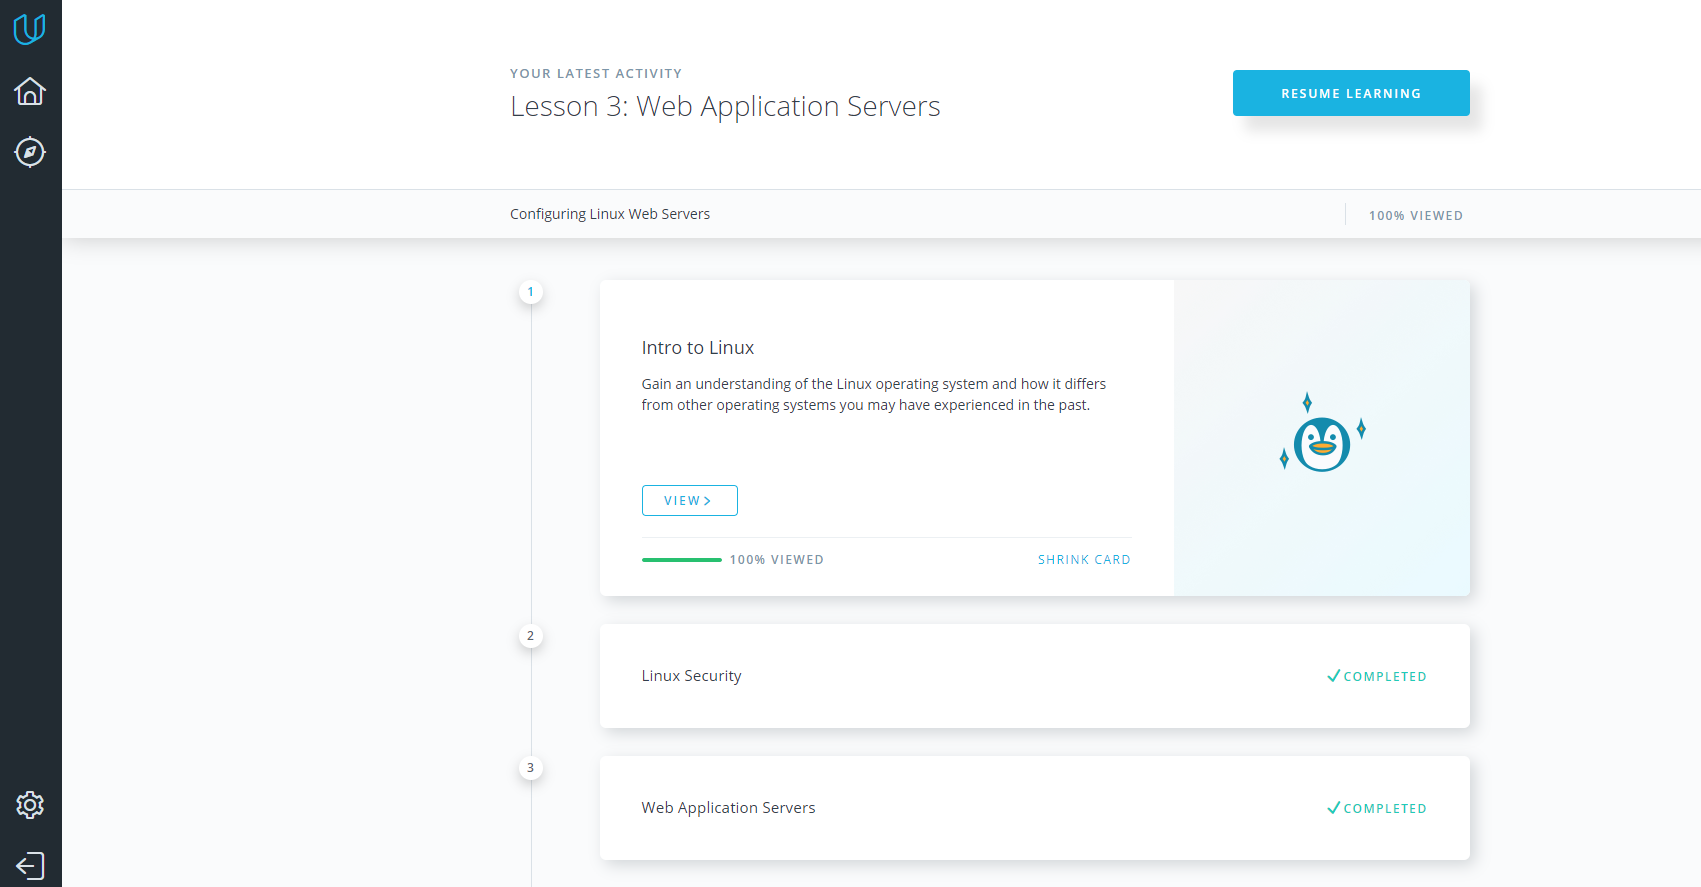 YOUR LATEST ACTIVITY
Lesson 3: Web Application Servers
RESUME LEARNING
Configuring Linux Web Servers
100% VIEWED
1
Intro to Linux
Gain an understanding of the Linux operating system and how it differs
from other operating systems you may have experienced in the past.
VIEW
100% VIEWED
SHRINK CARD
2
Linux Security
COMPLETED
3
Web Application Servers
COMPLETED